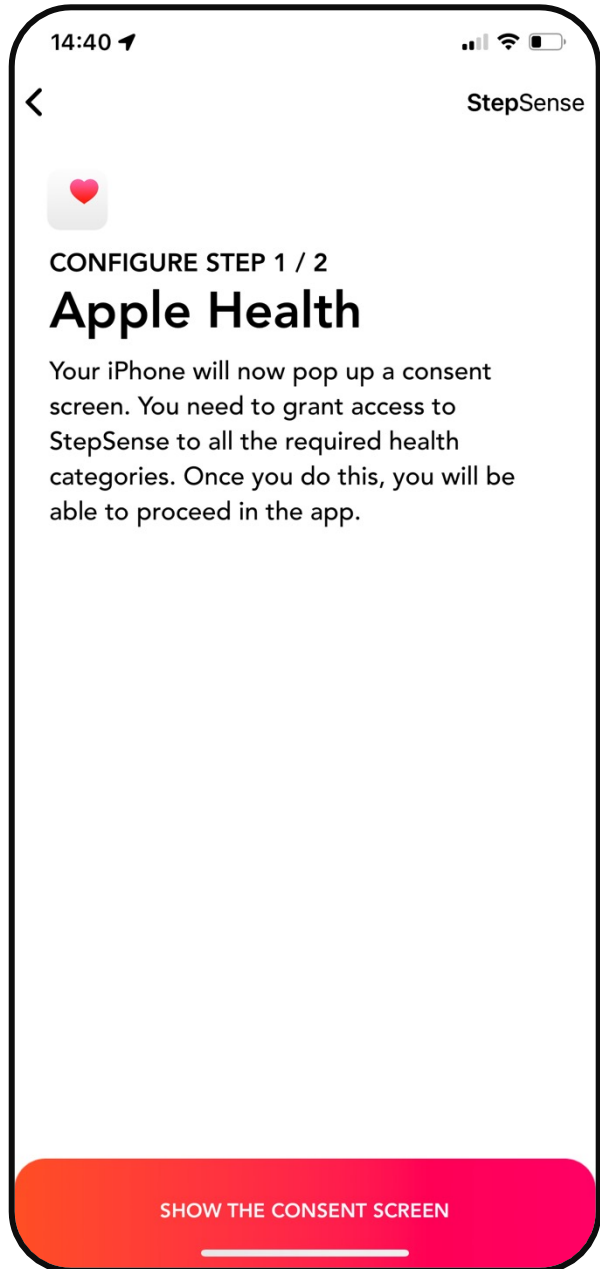 14:40
StepSense
CONFIGURE STEP 1 / 2
Apple Health
Your iPhone will now pop up a consent
screen. You need to grant access to
StepSense to all the required health
categories. Once you do this, you will be
able to proceed in the app.
SHOW THE CONSENT SCREEN